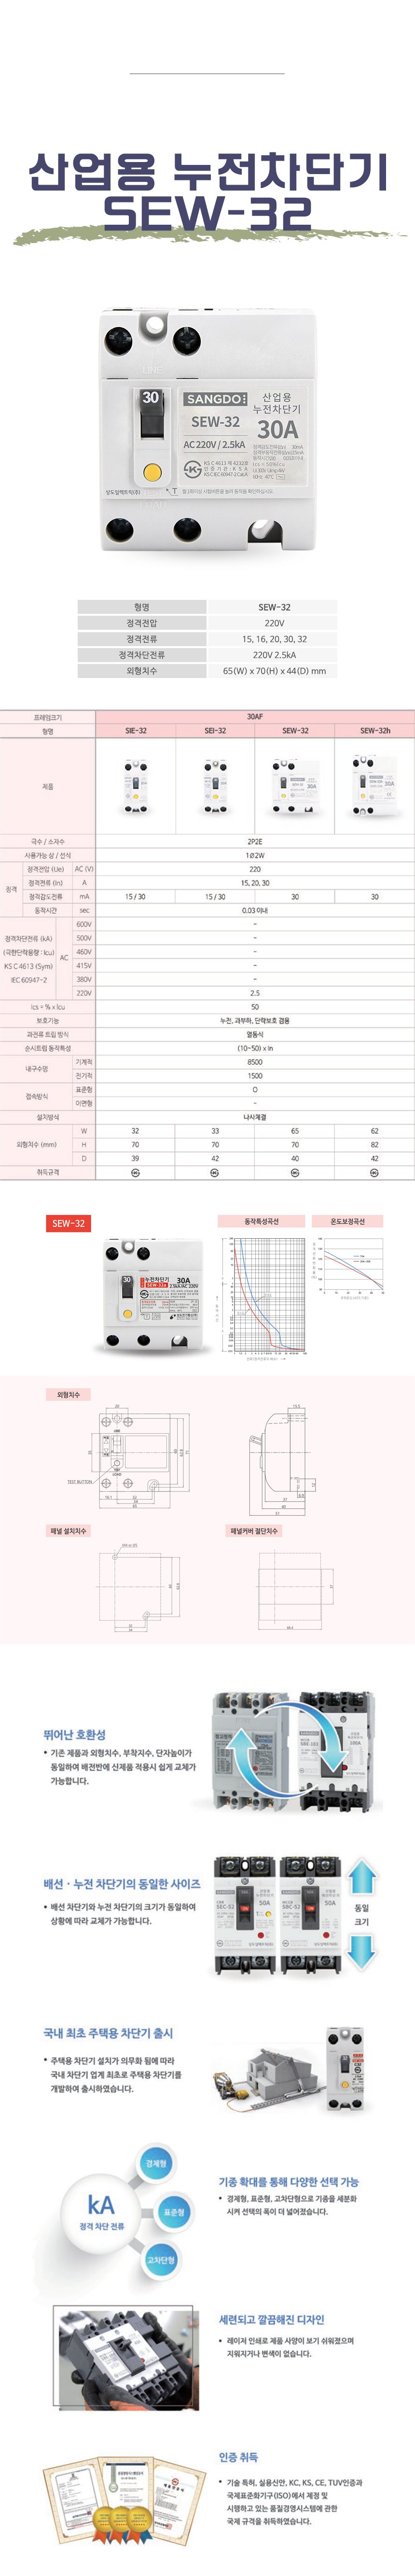 산업용 누전차단기
SEW-32
LINE
30
SANGDO
산업용
누전차단기
SEW-32
30A
AC 220V / 2.5kA
상도일렉트릭(주)
형명 SEW-32
정격전압 220V
정격전류 15, 16, 20, 30, 32
정격차단전류 220V 2.5kA
외형치수 65(W) x 70(H) x 44(D) mm
프레임크기 30AF
형명 SIE-32 SEI-32 SEW-32 SEW-32h
제품
극수 / 소자수 2P2E
사용가능 상 / 선식 1Ø2W
정격
정격전압 (Ue) AC (V) 220
정격전류 (In) A 15, 20, 30
정격감도전류 mA 15 / 30 15 / 30 30 30
동작시간 sec 0.03 이내
정격차단전류 (kA)
(극한단락용량 : Icu)
KS C 4613 (Sym)
IEC 60947-2
AC
600V -
500V -
460V -
415V -
380V -
220V 2.5
Ics = % x Icu 50
보호기능 누전, 과부하, 단락보호 겸용
과전류 트립 방식 열동식
순시트립 동작특성 (10~50) x In
내구수명
기계적 8500
전기적 1500
접속방식
표준형 O
이면형 -
설치방식 나사체결
외형치수 (mm)
W 32 33 65 62
H 70 70 70 82
D 39 42 40 42
취득규격
SEW-32
동작특성곡선
온도보정곡선
30
누전차단기 30A
외형치수
TEST BUTTON
패널 설치치수
패널커버 절단치수
뛰어난 호환성
• 기존 제품과 외형치수, 부착치수, 단자높이가
동일하여 배전반에 신제품 적용시 쉽게 교체가
가능합니다.
배선 · 누전 차단기의 동일한 사이즈
• 배선 차단기와 누전 차단기의 크기가 동일하여
상황에 따라 교체가 가능합니다.
50A
50A
동일
크기
국내 최초 주택용 차단기 출시
• 주택용 차단기 설치가 의무화 됨에 따라
국내 차단기 업계 최초로 주택용 차단기를
개발하여 출시하였습니다.
경제형
kA
정격 차단 전류
표준형
고차단형
기종 확대를 통해 다양한 선택 가능
• 경제형, 표준형, 고차단형으로 기종을 세분화
시켜 선택의 폭이 더 넓어졌습니다.
세련되고 깔끔해진 디자인
• 레이저 인쇄로 제품 사양이 보기 쉬워졌으며
지워지거나 변색이 없습니다.
인증 취득
• 기술 특허, 실용신안, KC, KS, CE, TUV인증과
국제표준화기구(ISO)에서 제정 및
시행하고 있는 품질경영시스템에 관한
국제 규격을 취득하였습니다.